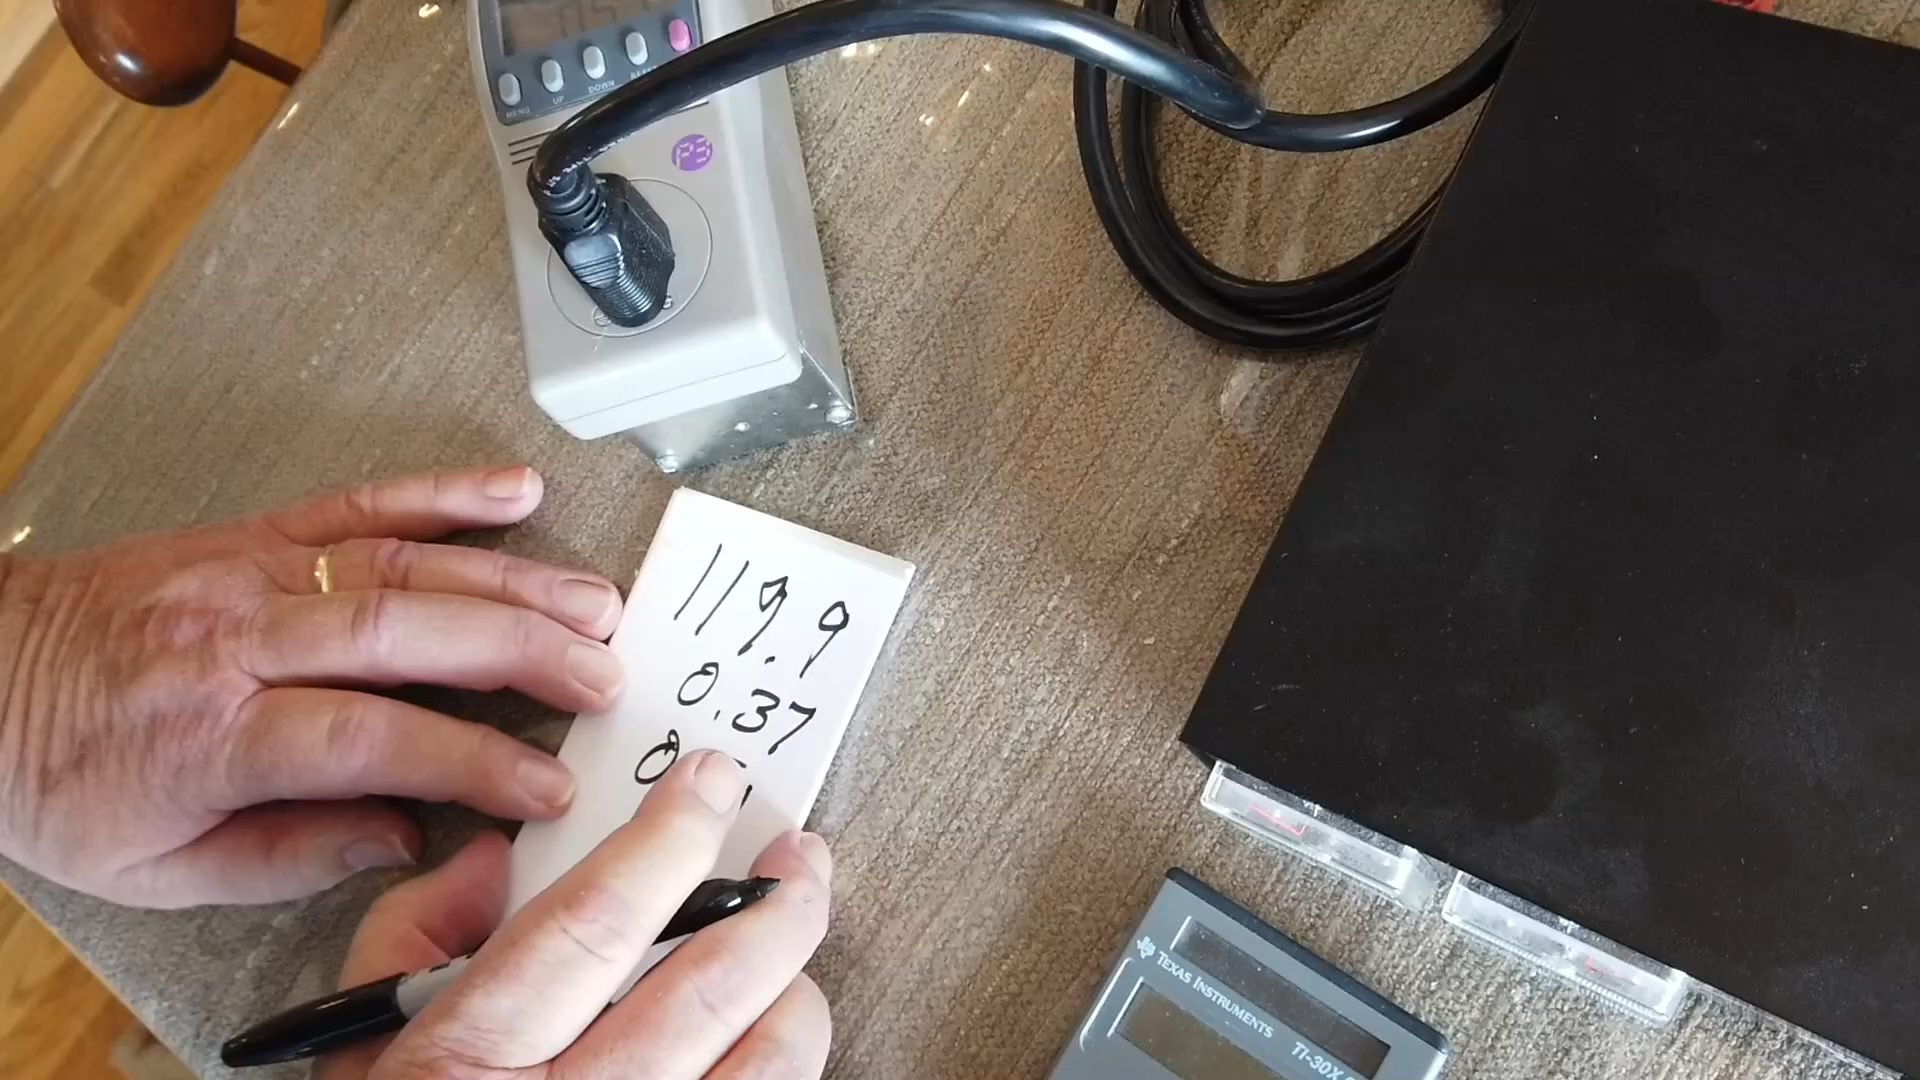 MENU UP DOWN
P3
119.9
0.37
TEXAS INSTRUMENTS
TI-30X